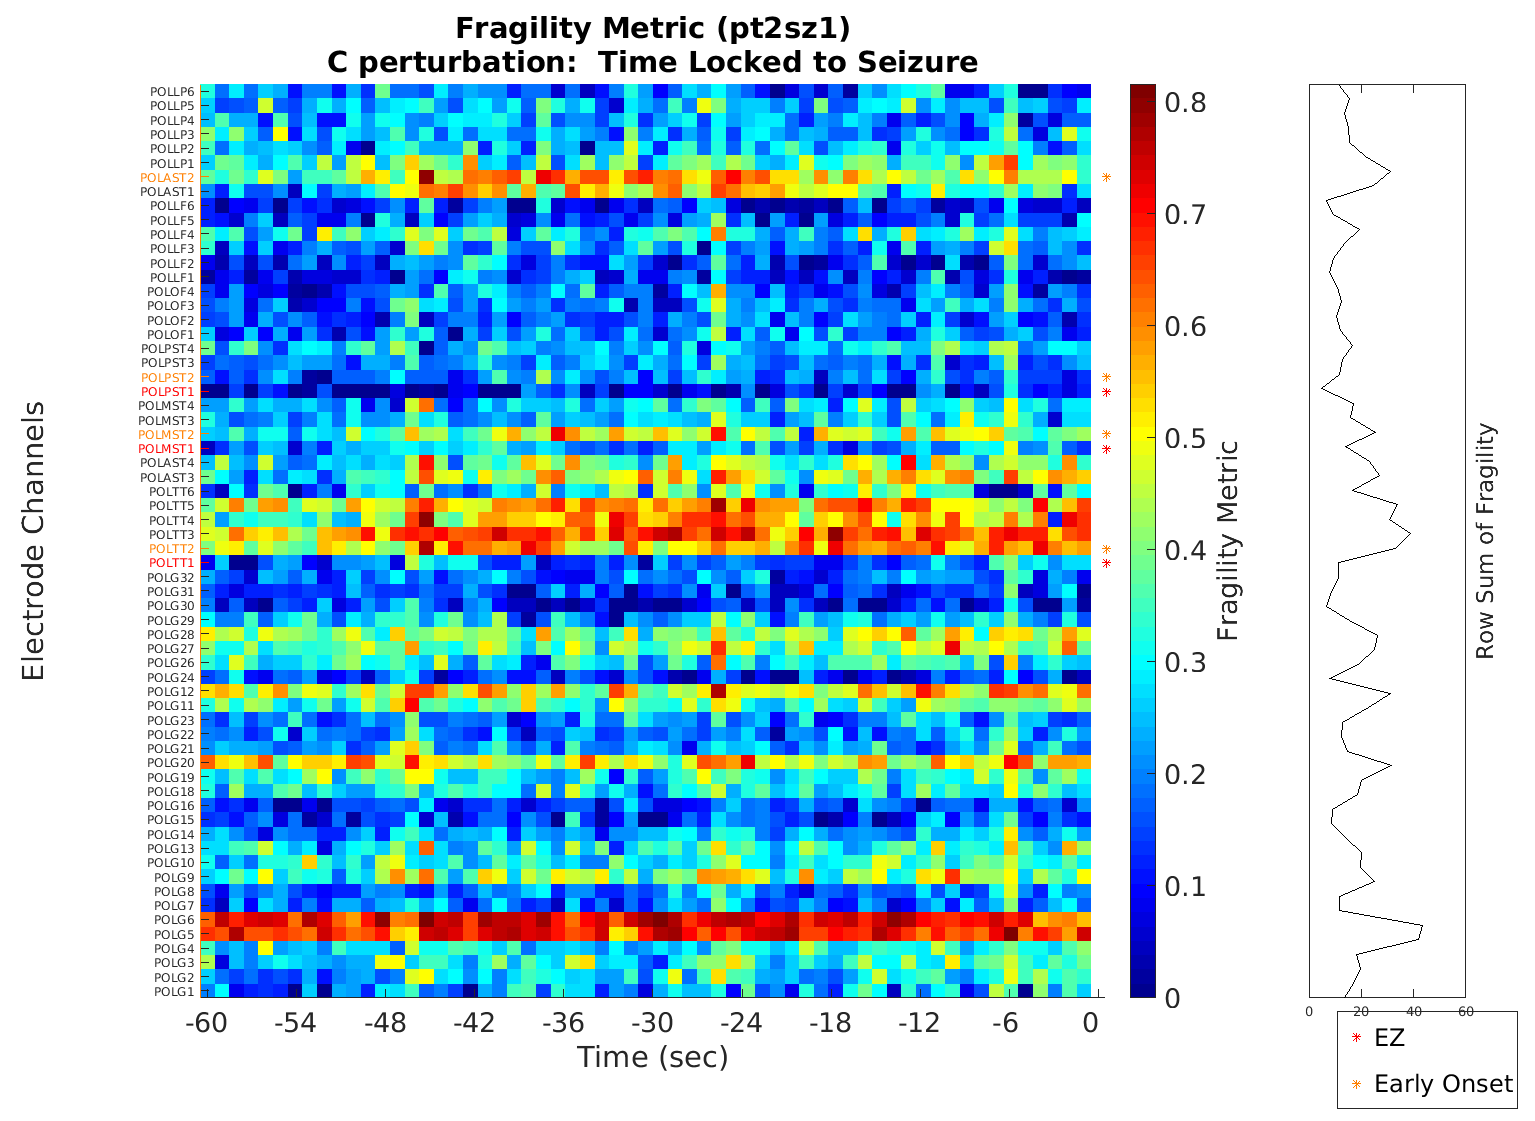 Fragility Metric (pt2sz1)
C perturbation:  Time Locked to Seizure
Electrode Channels
POLLP6
POLLP5
POLLP4
POLLP3
POLLP2
POLLP1
POLAST2
POLAST1
POLLF6
POLLF5
POLLF4
POLLF3
POLLF2
POLLF1
POLOF4
POLOF3
POLOF2
POLOF1
POLPST4
POLPST3
POLPST2
POLPST1
POLMST4
POLMST3
POLMST2
POLMST1
POLAST4
POLAST3
POLTT6
POLTT5
POLTT4
POLTT3
POLTT2
POLTT1
POLG32
POLG31
POLG30
POLG29
POLG28
POLG27
POLG26
POLG24
POLG12
POLG11
POLG23
POLG22
POLG21
POLG20
POLG19
POLG18
POLG16
POLG15
POLG14
POLG13
POLG10
POLG9
POLG8
POLG7
POLG6
POLG5
POLG4
POLG3
POLG2
POLG1
-60 -54 -48 -42 -36 -30 -24 -18 -12 -6 0
Time (sec)
0.8
0.7
0.6
0.5
0.4
0.3
0.2
0.1
0
Fragility Metric
Row Sum of Fragility
0 20 40 60
EZ
Early Onset